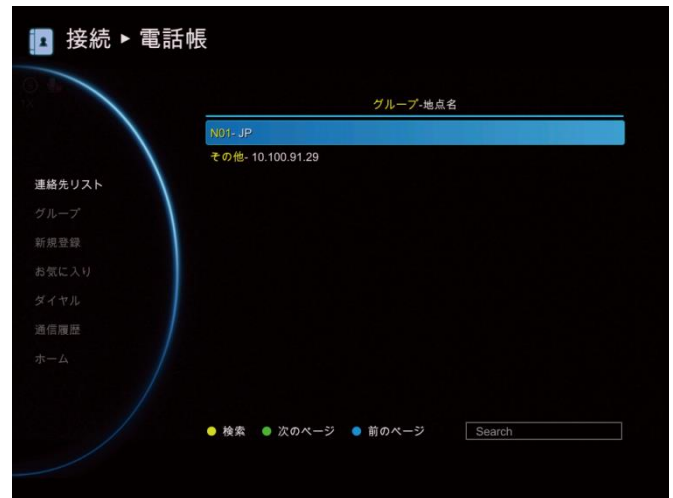 接続 ▶ 電話帳
グループ-地点名
N01- JP
その他- 10.100.91.29
連絡先リスト
グループ
新規登録
お気に入り
ダイヤル
通信履歴
ホーム
検索 次のページ 前のページ Search